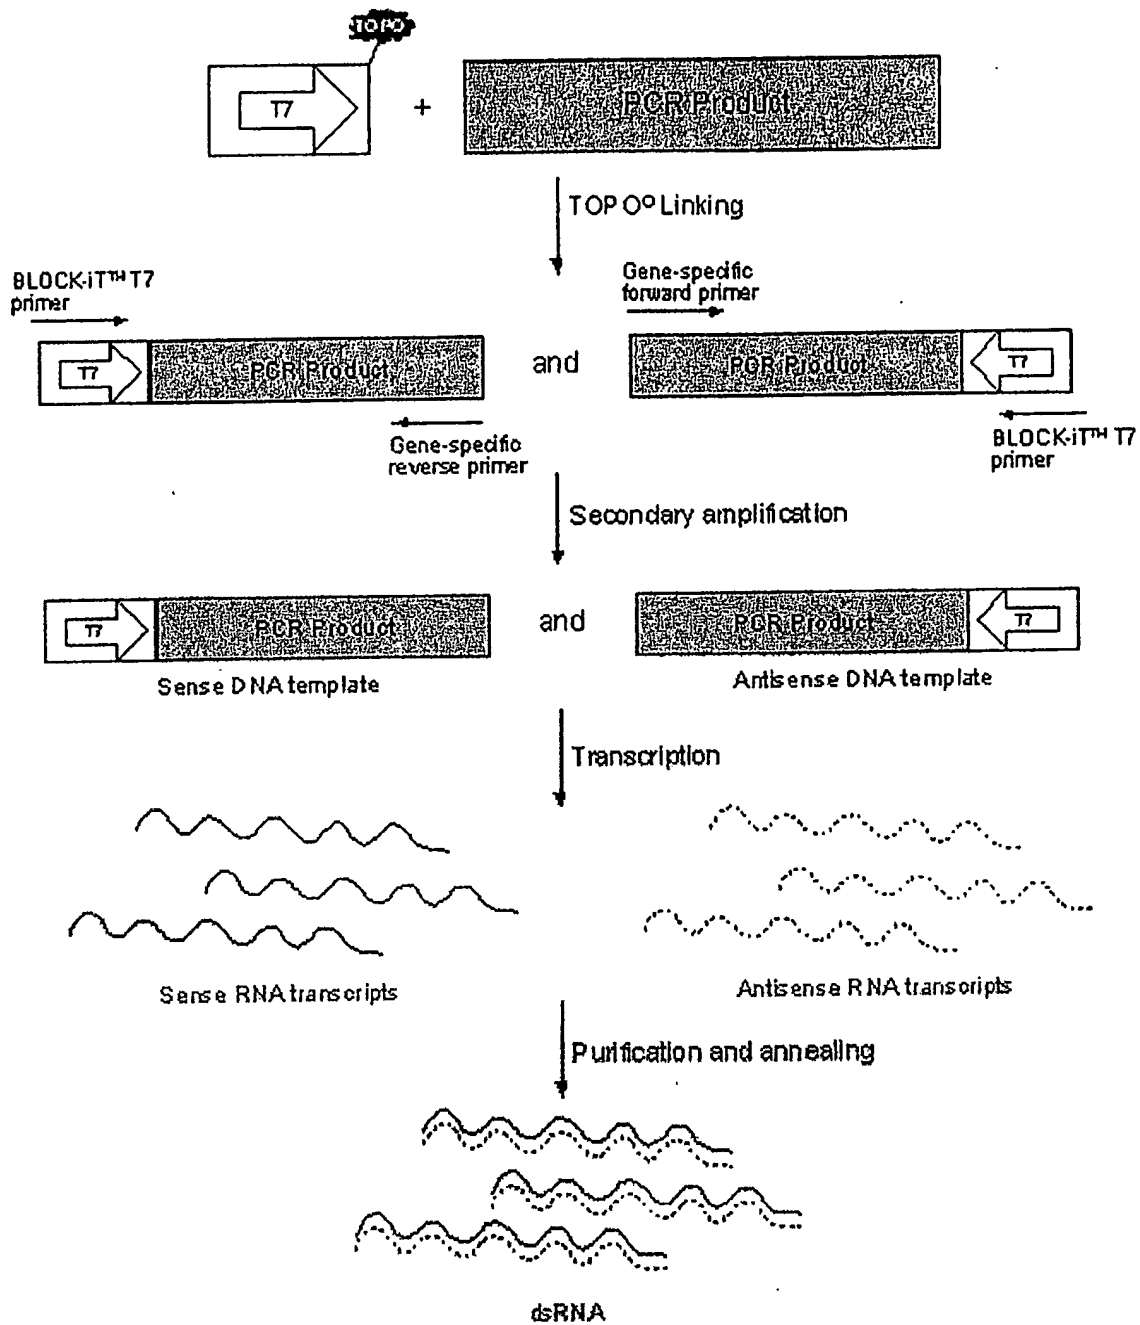 TOPO
T7
+
PCR Product
TOPO® Linking
BLOCK-iT™ T7
primer
Gene-specific
forward primer
T7
PCR Product
and
PCR Product
T7
Gene-specific
reverse primer
BLOCK-iT™ T7
primer
Secondary amplification
T7
PCR Product
and
PCR Product
T7
Sense DNA template
Antisense DNA template
Transcription
Sense RNA transcripts
Antisense RNA transcripts
Purification and annealing
dsRNA